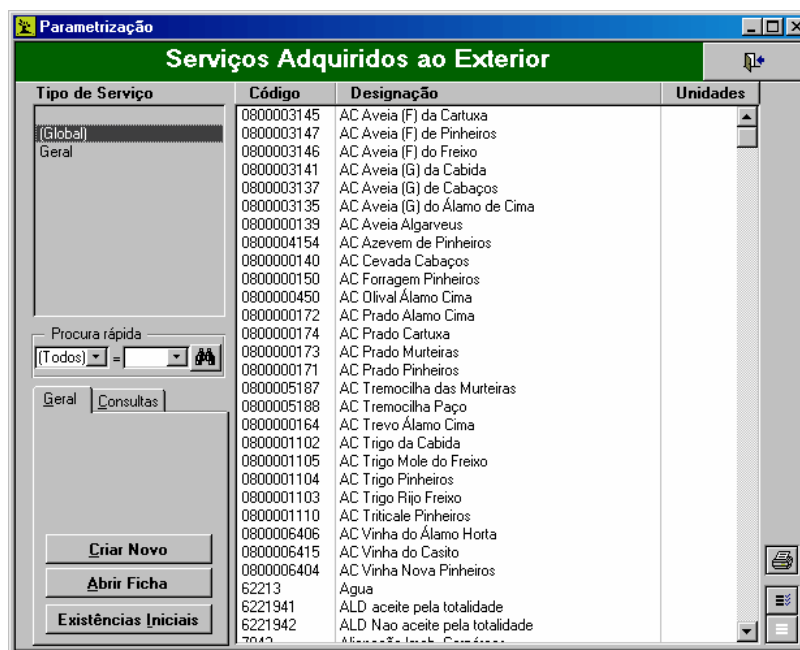 Parametrização
Serviços Adquiridos ao Exterior
Tipo de Serviço
(Global)
Geral
Procura rápida
(Todos) =
Geral Consultas
Criar Novo
Abrir Ficha
Existências Iniciais
Código Designação Unidades
0800003145 AC Aveia (F) da Cartuxa
0800003147 AC Aveia (F) de Pinheiros
0800003146 AC Aveia (F) do Freixo
0800003141 AC Aveia (G) da Cabida
0800003137 AC Aveia (G) de Cabaços
0800003135 AC Aveia (G) do Álamo de Cima
0800000139 AC Aveia Algarveus
0800004154 AC Azevem de Pinheiros
0800000140 AC Cevada Cabaços
0800000150 AC Forragem Pinheiros
0800000450 AC Olival Álamo Cima
0800000172 AC Prado Alamo Cima
0800000174 AC Prado Cartuxa
0800000173 AC Prado Murteiras
0800000171 AC Prado Pinheiros
0800005187 AC Tremocilha das Murteiras
0800005188 AC Tremocilha Paço
0800000164 AC Trevo Álamo Cima
0800001102 AC Trigo da Cabida
0800001105 AC Trigo Mole do Freixo
0800001104 AC Trigo Pinheiros
0800001103 AC Trigo Rijo Freixo
0800001110 AC Triticale Pinheiros
0800006406 AC Vinha do Álamo Horta
0800006415 AC Vinha do Casito
0800006404 AC Vinha Nova Pinheiros
62213 Agua
6221941 ALD aceite pela totalidade
6221942 ALD Nao aceite pela totalidade